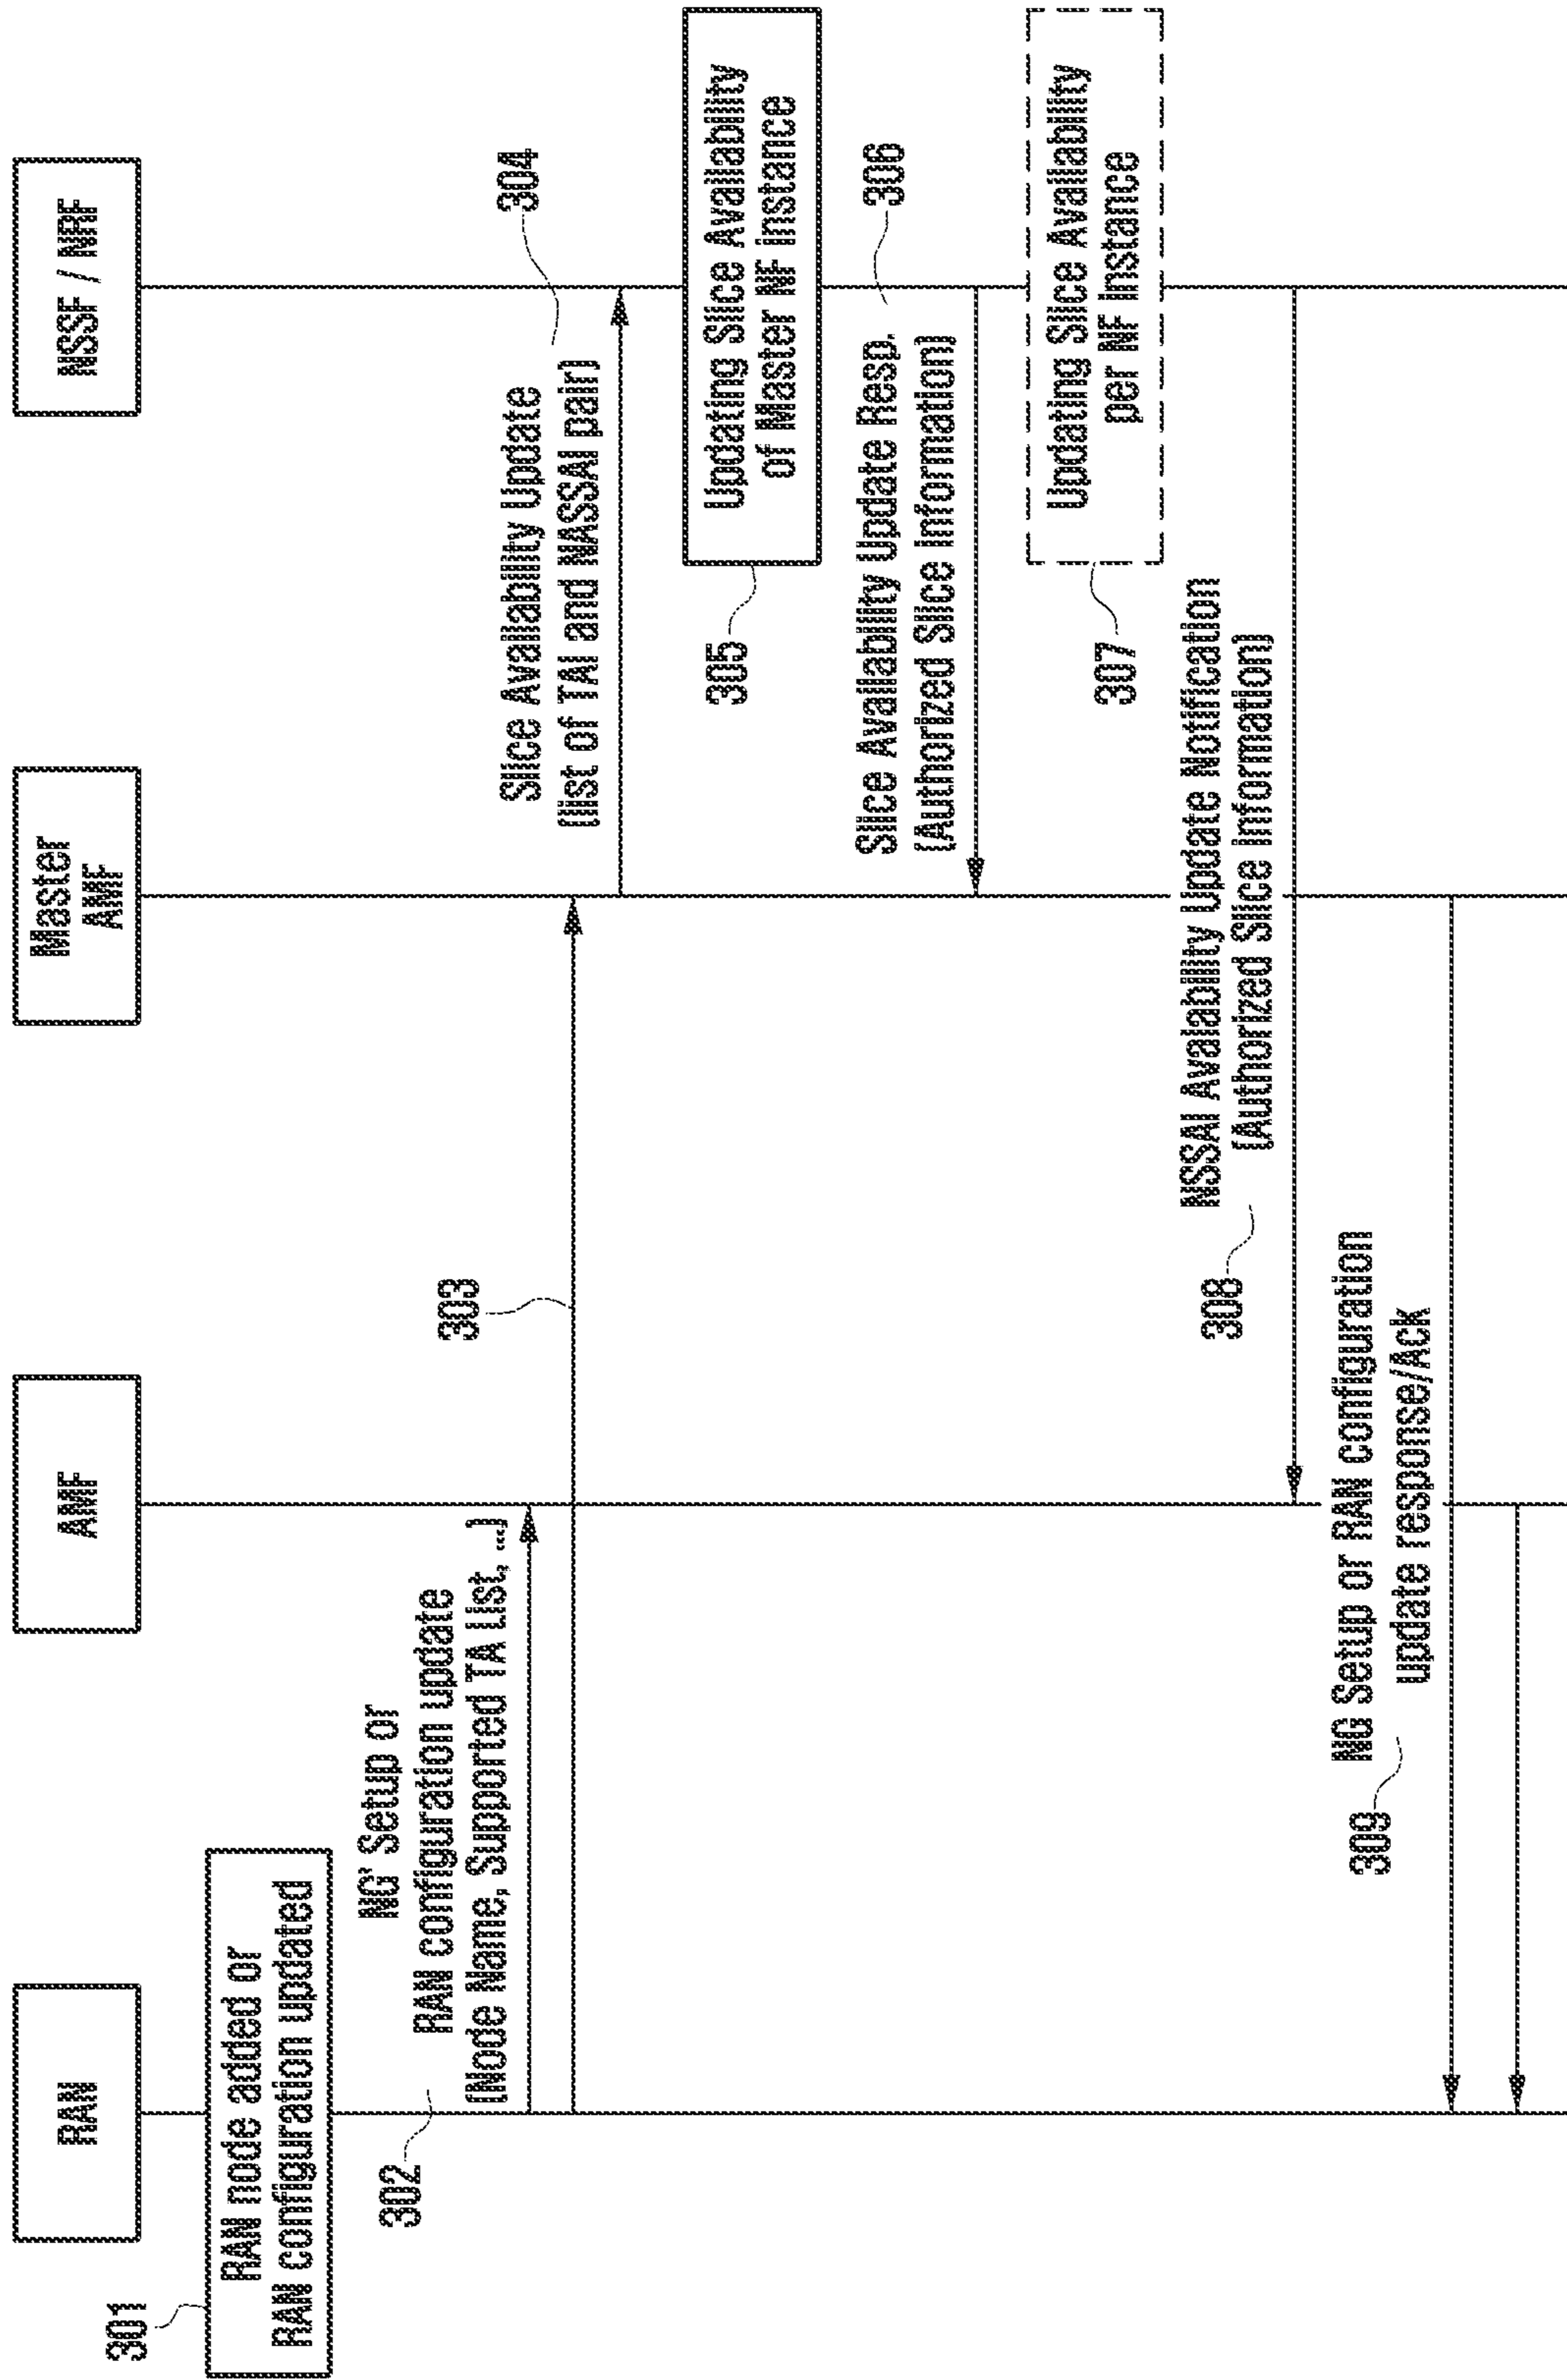 RAN
AMF
Master
AMF
NSSF / NRF
301
RAN node added or
RAN configuration updated
302
NG' Setup or
RAN configuration update
(Node Name, Supported TA List, ...)
303
Slice Availability Update
(list of TAI and NASSAI pair)
304
305
Updating Slice Availability
of Master NF instance
Slice Availability Update Resp.
(Authorized Slice Information)
306
307
Updating Slice Availability
per NF instance
308
NSSAI Availability Update Notification
(Authorized Slice Information)
309
NG Setup or RAN configuration
update response/Ack